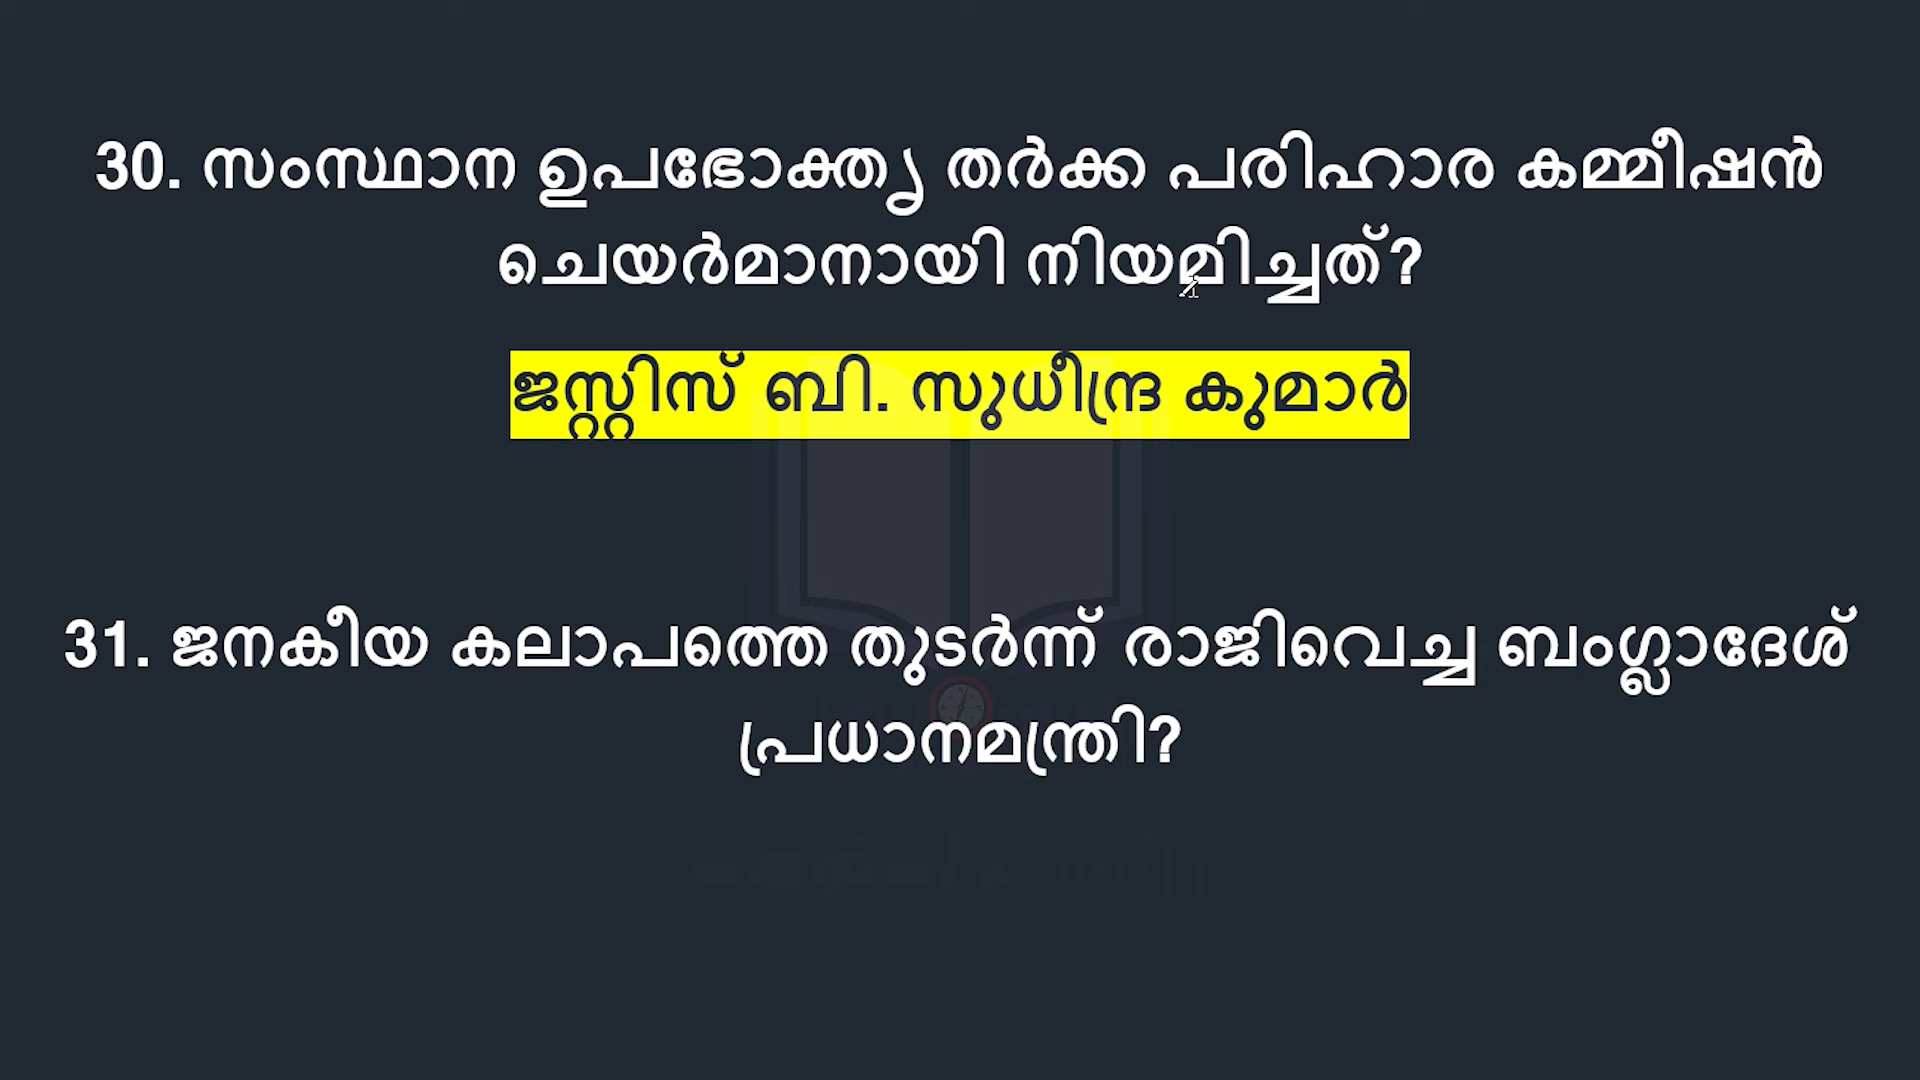 30. സംസ്ഥാന ഉപഭോക്തൃ തർക്ക പരിഹാര കമ്മീഷൻ
ചെയർമാനായി നിയമിച്ചത്?
ജസ്റ്റിസ് ബി. സുധീന്ദ്ര കുമാർ
31. ജനകീയ കലാപത്തെ തുടർന്ന് രാജിവെച്ച ബംഗ്ലാദേശ്
പ്രധാനമന്ത്രി?